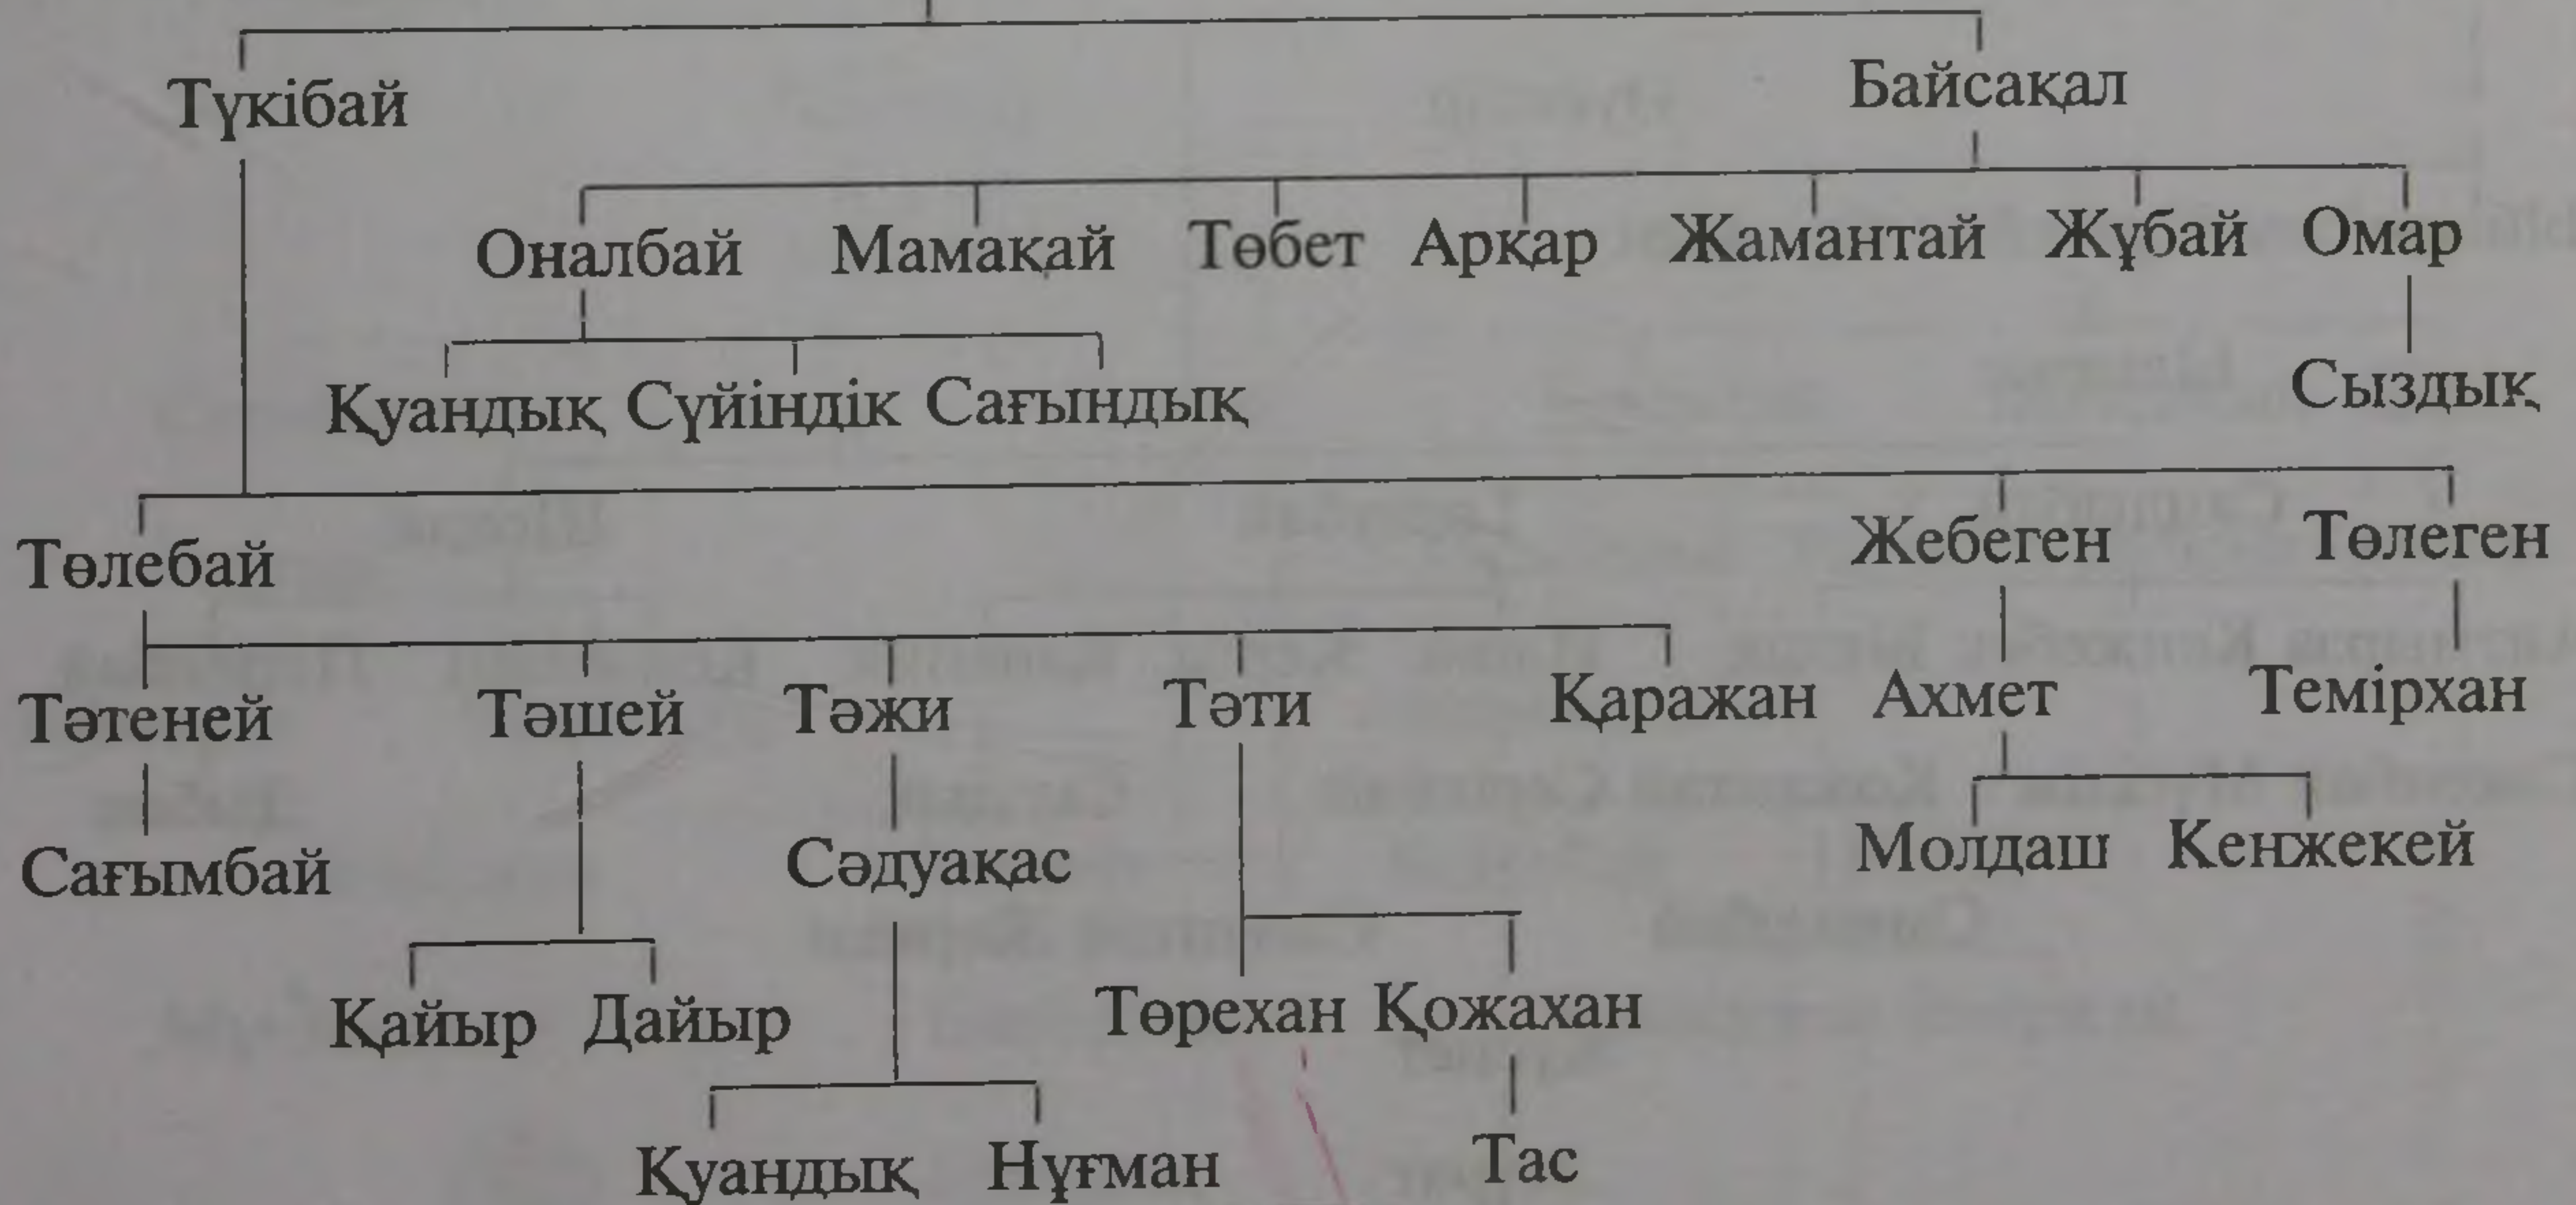 Түкібай Байсақал
Оналбай Мамақай Төбет Арқар Жамантай Жұбай Омар
Қуандық Сүйіндік Сағындық Сыздық
Төлебай Жебеген Төлеген
Тәтеней Тәшей Тәжи Тәти Қаражан Ахмет Темірхан
Сағымбай Сәдуақас Молдаш Кенжекей
Қайыр Дайыр Төрехан Қожахан
Қуандық Нұғман Тас